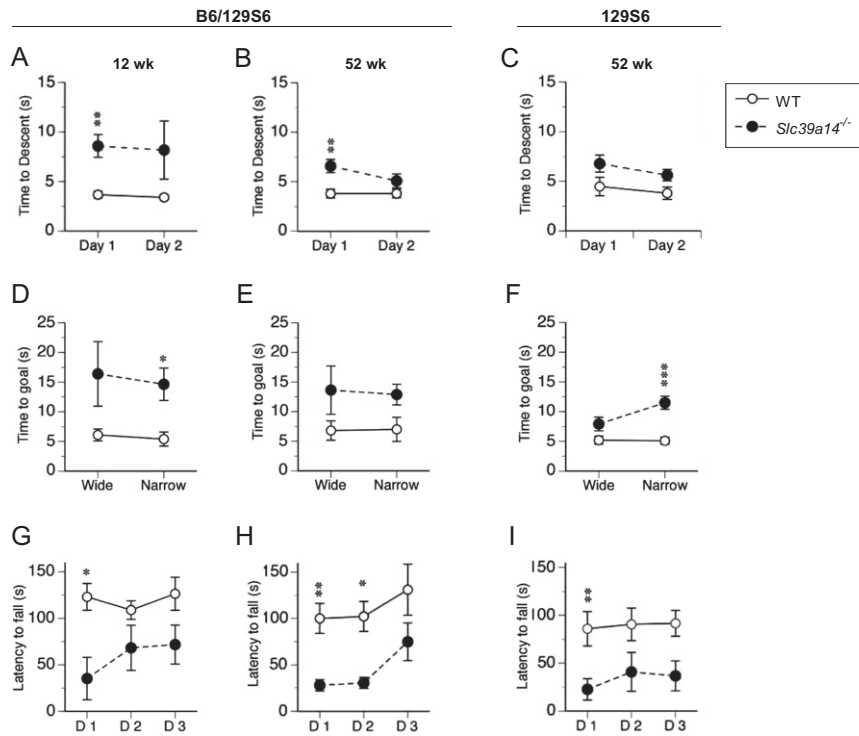 B6/129S6
129S6
A
12 wk
B
52 wk
C
52 wk
WT
Slc39a14-/-
Time to Descent (s)
15
10
5
0
**
Day 1
Day 2
Time to Descent (s)
15
10
5
0
**
Day 1
Day 2
Time to Descent (s)
15
10
5
0
Day 1
Day 2
D
E
F
Time to goal (s)
25
20
15
10
5
0
*
Wide
Narrow
Time to goal (s)
25
20
15
10
5
0
Wide
Narrow
Time to goal (s)
25
20
15
10
5
0
***
Wide
Narrow
G
H
I
Latency to fall (s)
150
100
50
0
*
D 1
D 2
D 3
Latency to fall (s)
150
100
50
0
**
*
D 1
D 2
D 3
Latency to fall (s)
150
100
50
0
**
D 1
D 2
D 3